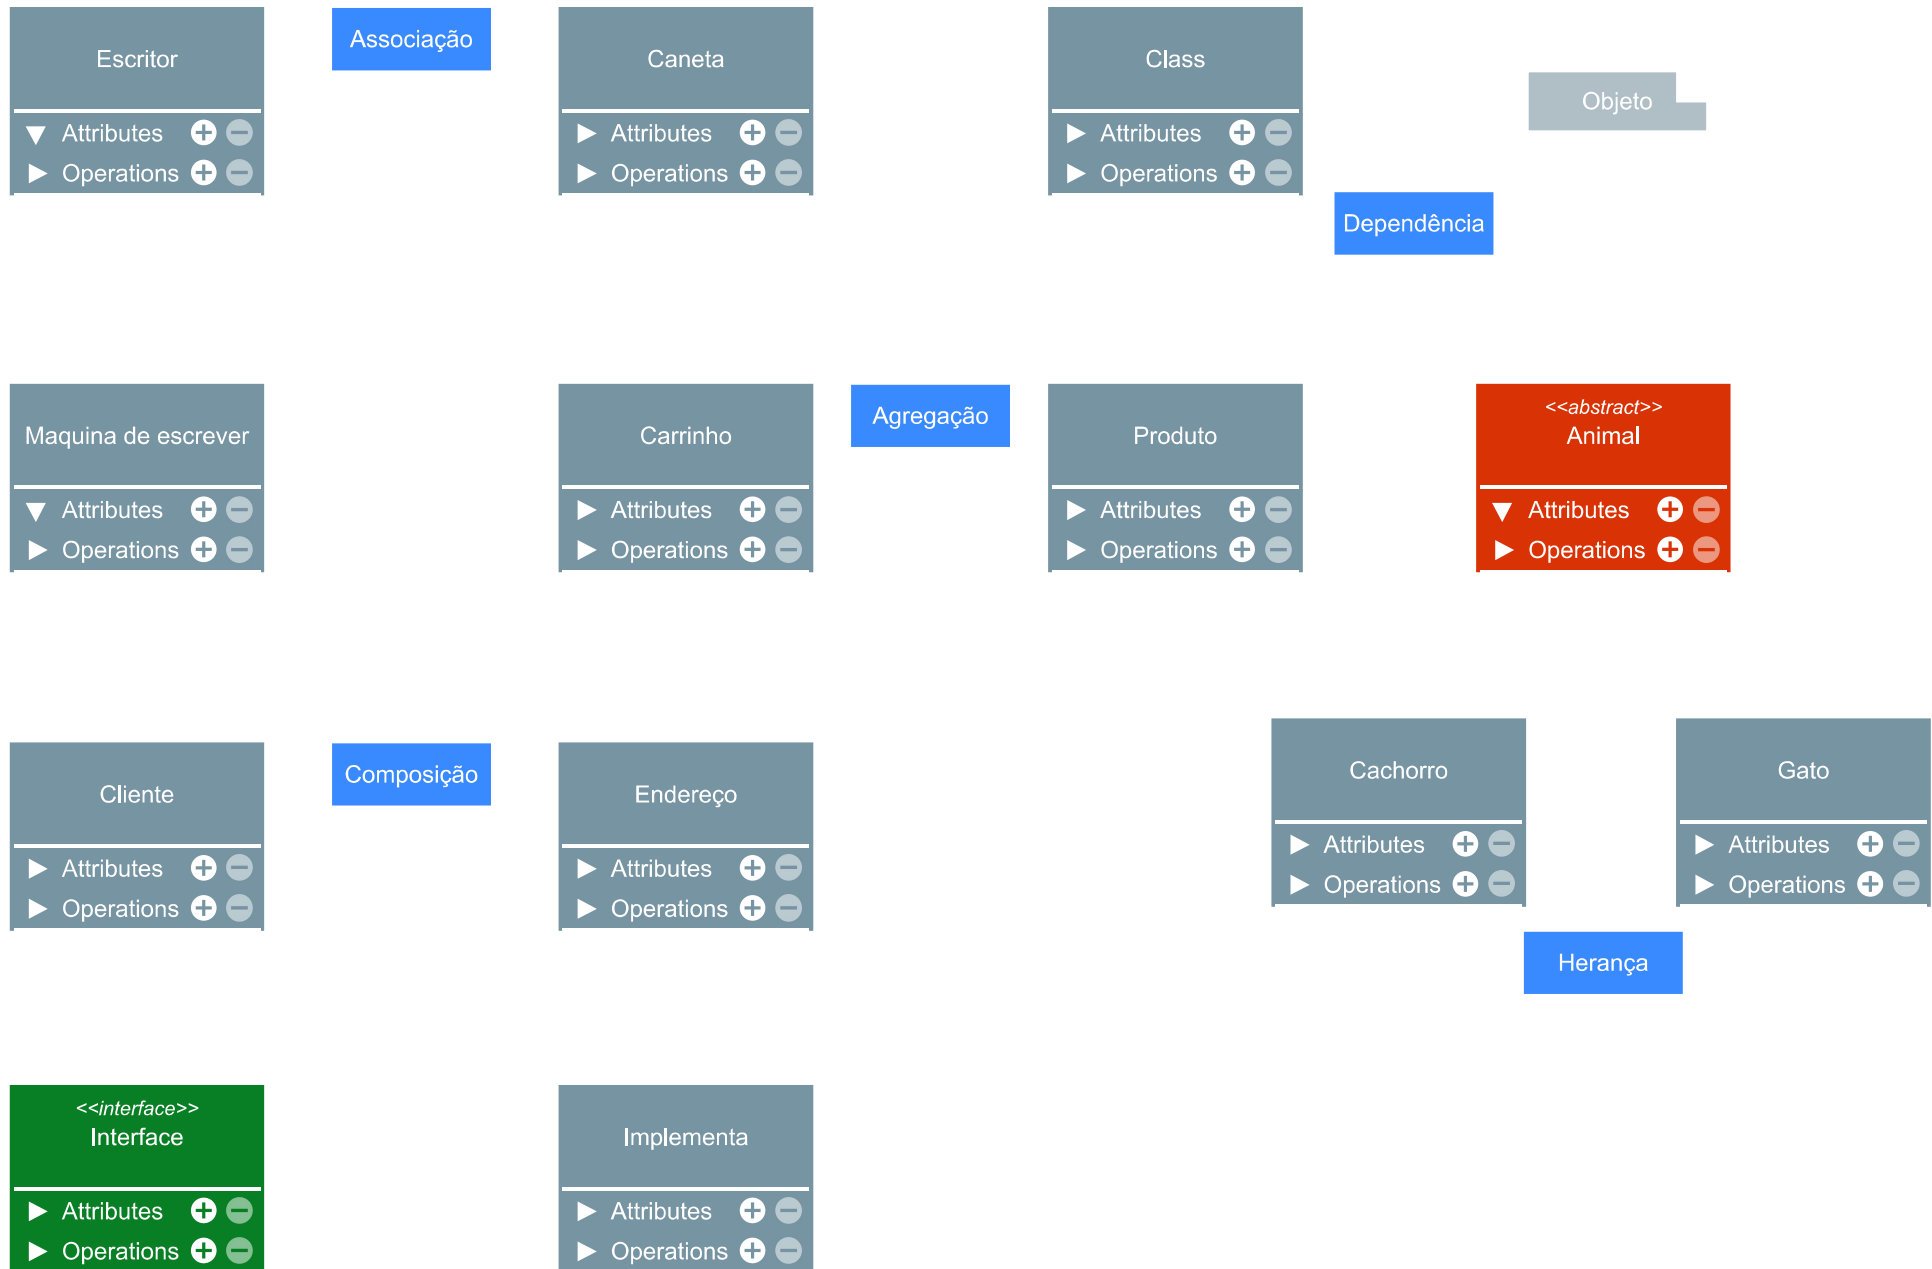 Escritor
Attributes
Operations
Associação
Caneta
Attributes
Operations
Class
Attributes
Operations
Objeto
Dependência
Maquina de escrever
Attributes
Operations
Carrinho
Attributes
Operations
Agregação
Produto
Attributes
Operations
<<abstract>>
Animal
Attributes
Operations
Cliente
Attributes
Operations
Composição
Endereço
Attributes
Operations
Cachorro
Attributes
Operations
Gato
Attributes
Operations
Herança
<<interface>>
Interface
Attributes
Operations
Implementa
Attributes
Operations